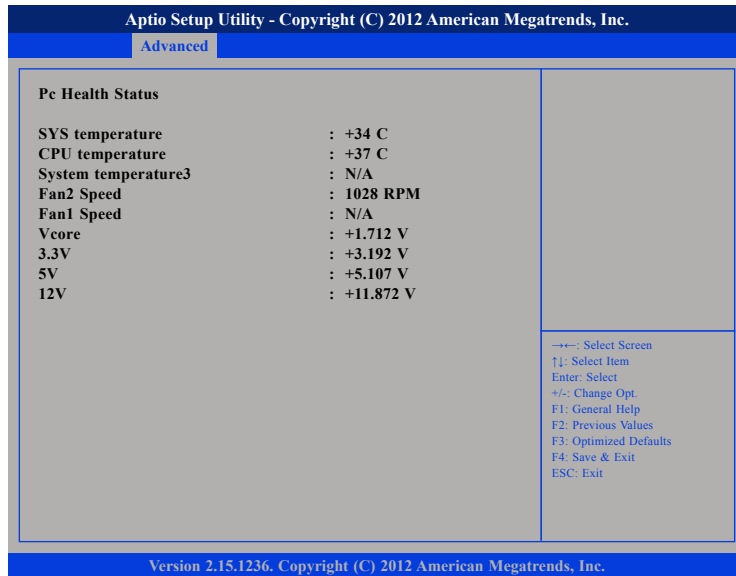 Aptio Setup Utility - Copyright (C) 2012 American Megatrends, Inc.
Advanced
Pc Health Status
SYS temperature : +34 C
CPU temperature : +37 C
System temperature3 : N/A
Fan2 Speed : 1028 RPM
Fan1 Speed : N/A
Vcore : +1.712 V
3.3V : +3.192 V
5V : +5.107 V
12V : +11.872 V
→←: Select Screen
↑↓: Select Item
Enter: Select
+/-: Change Opt.
F1: General Help
F2: Previous Values
F3: Optimized Defaults
F4: Save & Exit
ESC: Exit
Version 2.15.1236. Copyright (C) 2012 American Megatrends, Inc.